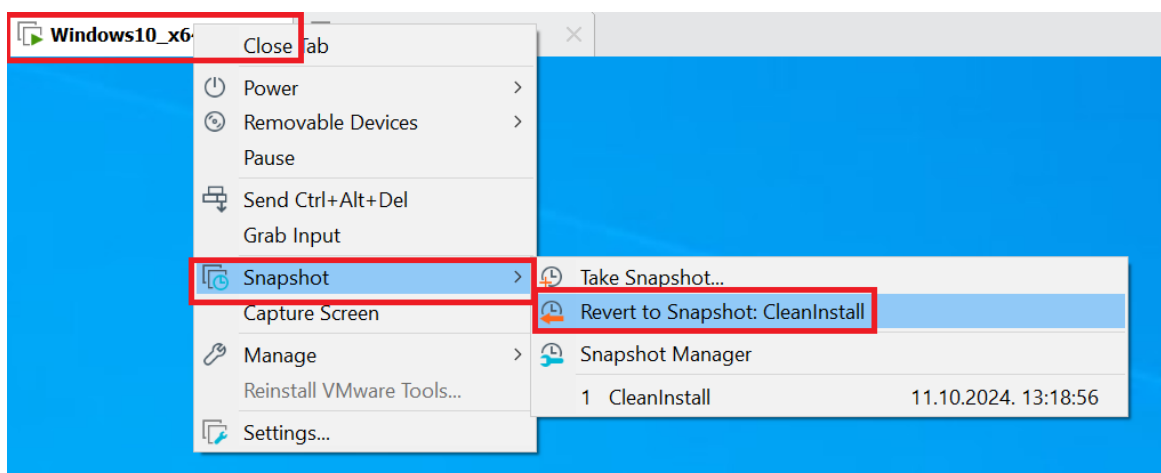 Windows10_x6
Close Tab
Power
Removable Devices
Pause
Send Ctrl+Alt+Del
Grab Input
Snapshot
Take Snapshot...
Revert to Snapshot: CleanInstall
Capture Screen
Manage
Snapshot Manager
Reinstall VMware Tools...
1 CleanInstall 11.10.2024. 13:18:56
Settings...